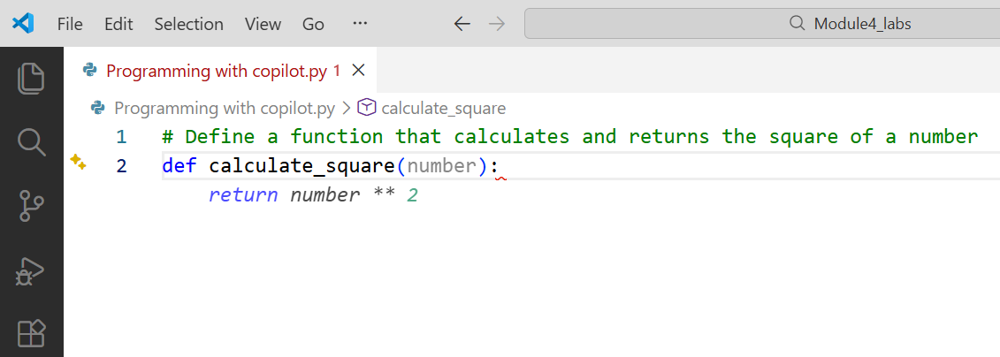 File Edit Selection View Go ··· ← → Module4_labs
Programming with copilot.py 1 ×
Programming with copilot.py > calculate_square
1 # Define a function that calculates and returns the square of a number
2 def calculate_square(number):
return number ** 2